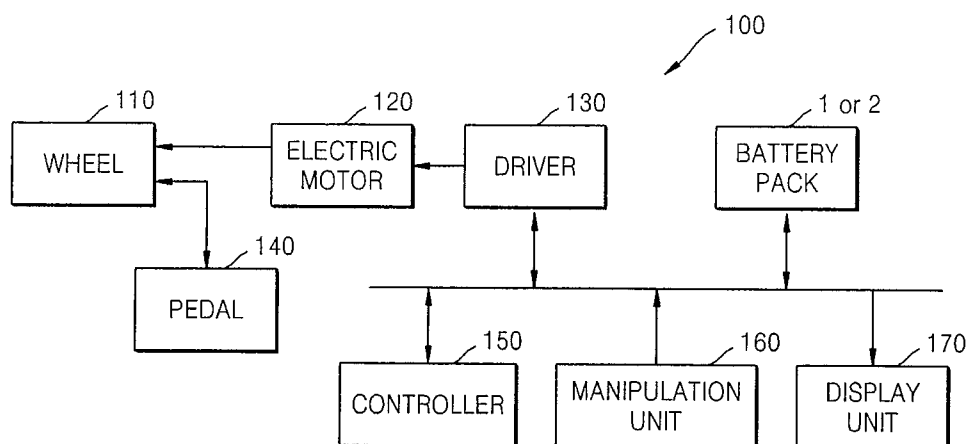 100
110
120
130
1 or 2
WHEEL
ELECTRIC
MOTOR
DRIVER
BATTERY
PACK
140
PEDAL
150
160
170
CONTROLLER
MANIPULATION
UNIT
DISPLAY
UNIT